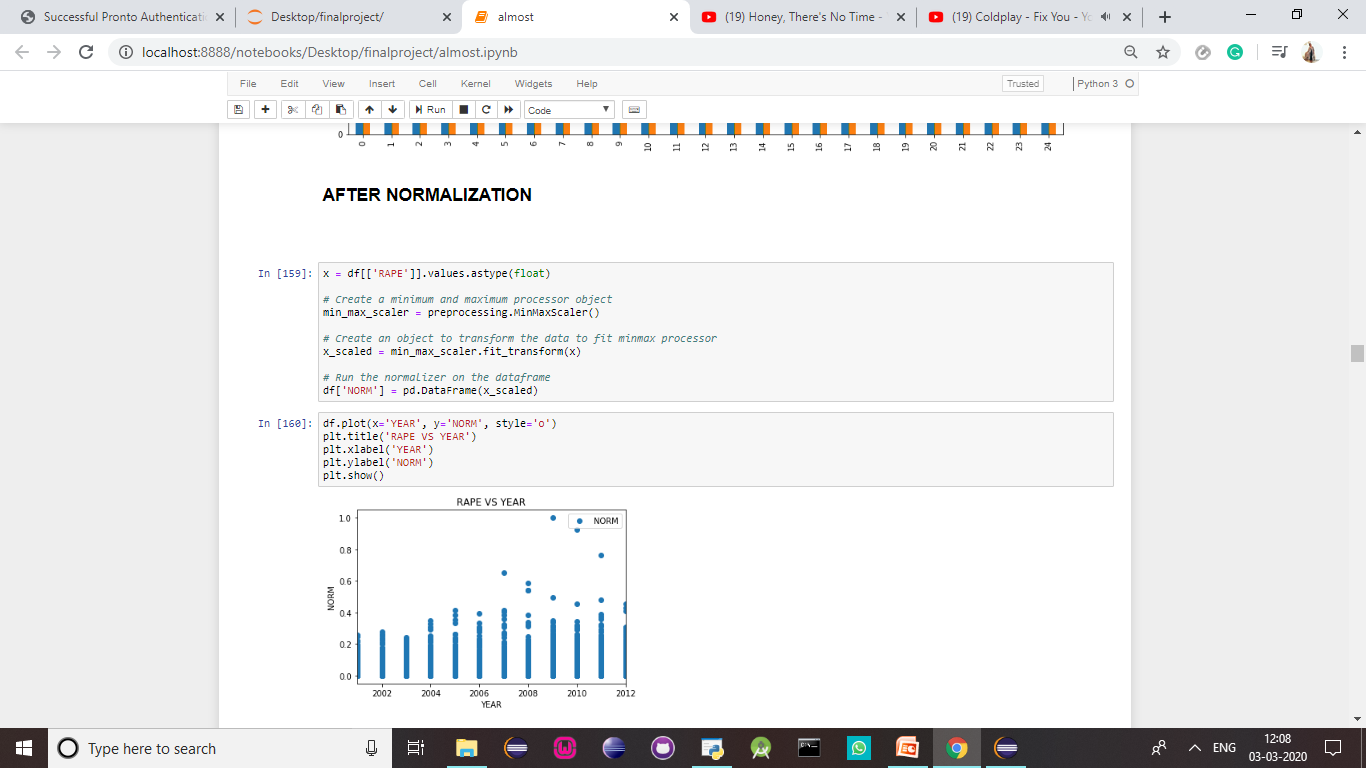 Successful Pronto Authenticati
Desktop/finalproject/
almost
(19) Honey, There's No Time -
(19) Coldplay - Fix You - Yo
localhost:8888/notebooks/Desktop/finalproject/almost.ipynb
File Edit View Insert Cell Kernel Widgets Help
Trusted
Python 3
Run
Code
0
0 1 2 3 4 5 6 7 8 9 10 11 12 13 14 15 16 17 18 19 20 21 22 23 24
AFTER NORMALIZATION
In [159]:
x = df[['RAPE']].values.astype(float)
# Create a minimum and maximum processor object
min_max_scaler = preprocessing.MinMaxScaler()
# Create an object to transform the data to fit minmax processor
x_scaled = min_max_scaler.fit_transform(x)
# Run the normalizer on the dataframe
df['NORM'] = pd.DataFrame(x_scaled)
In [160]:
df.plot(x='YEAR', y='NORM', style='o')
plt.title('RAPE VS YEAR')
plt.xlabel('YEAR')
plt.ylabel('NORM')
plt.show()
RAPE VS YEAR
NORM
1.0
0.8
0.6
0.4
0.2
0.0
NORM
2002 2004 2006 2008 2010 2012
YEAR
Type here to search
ENG
12:08
03-03-2020